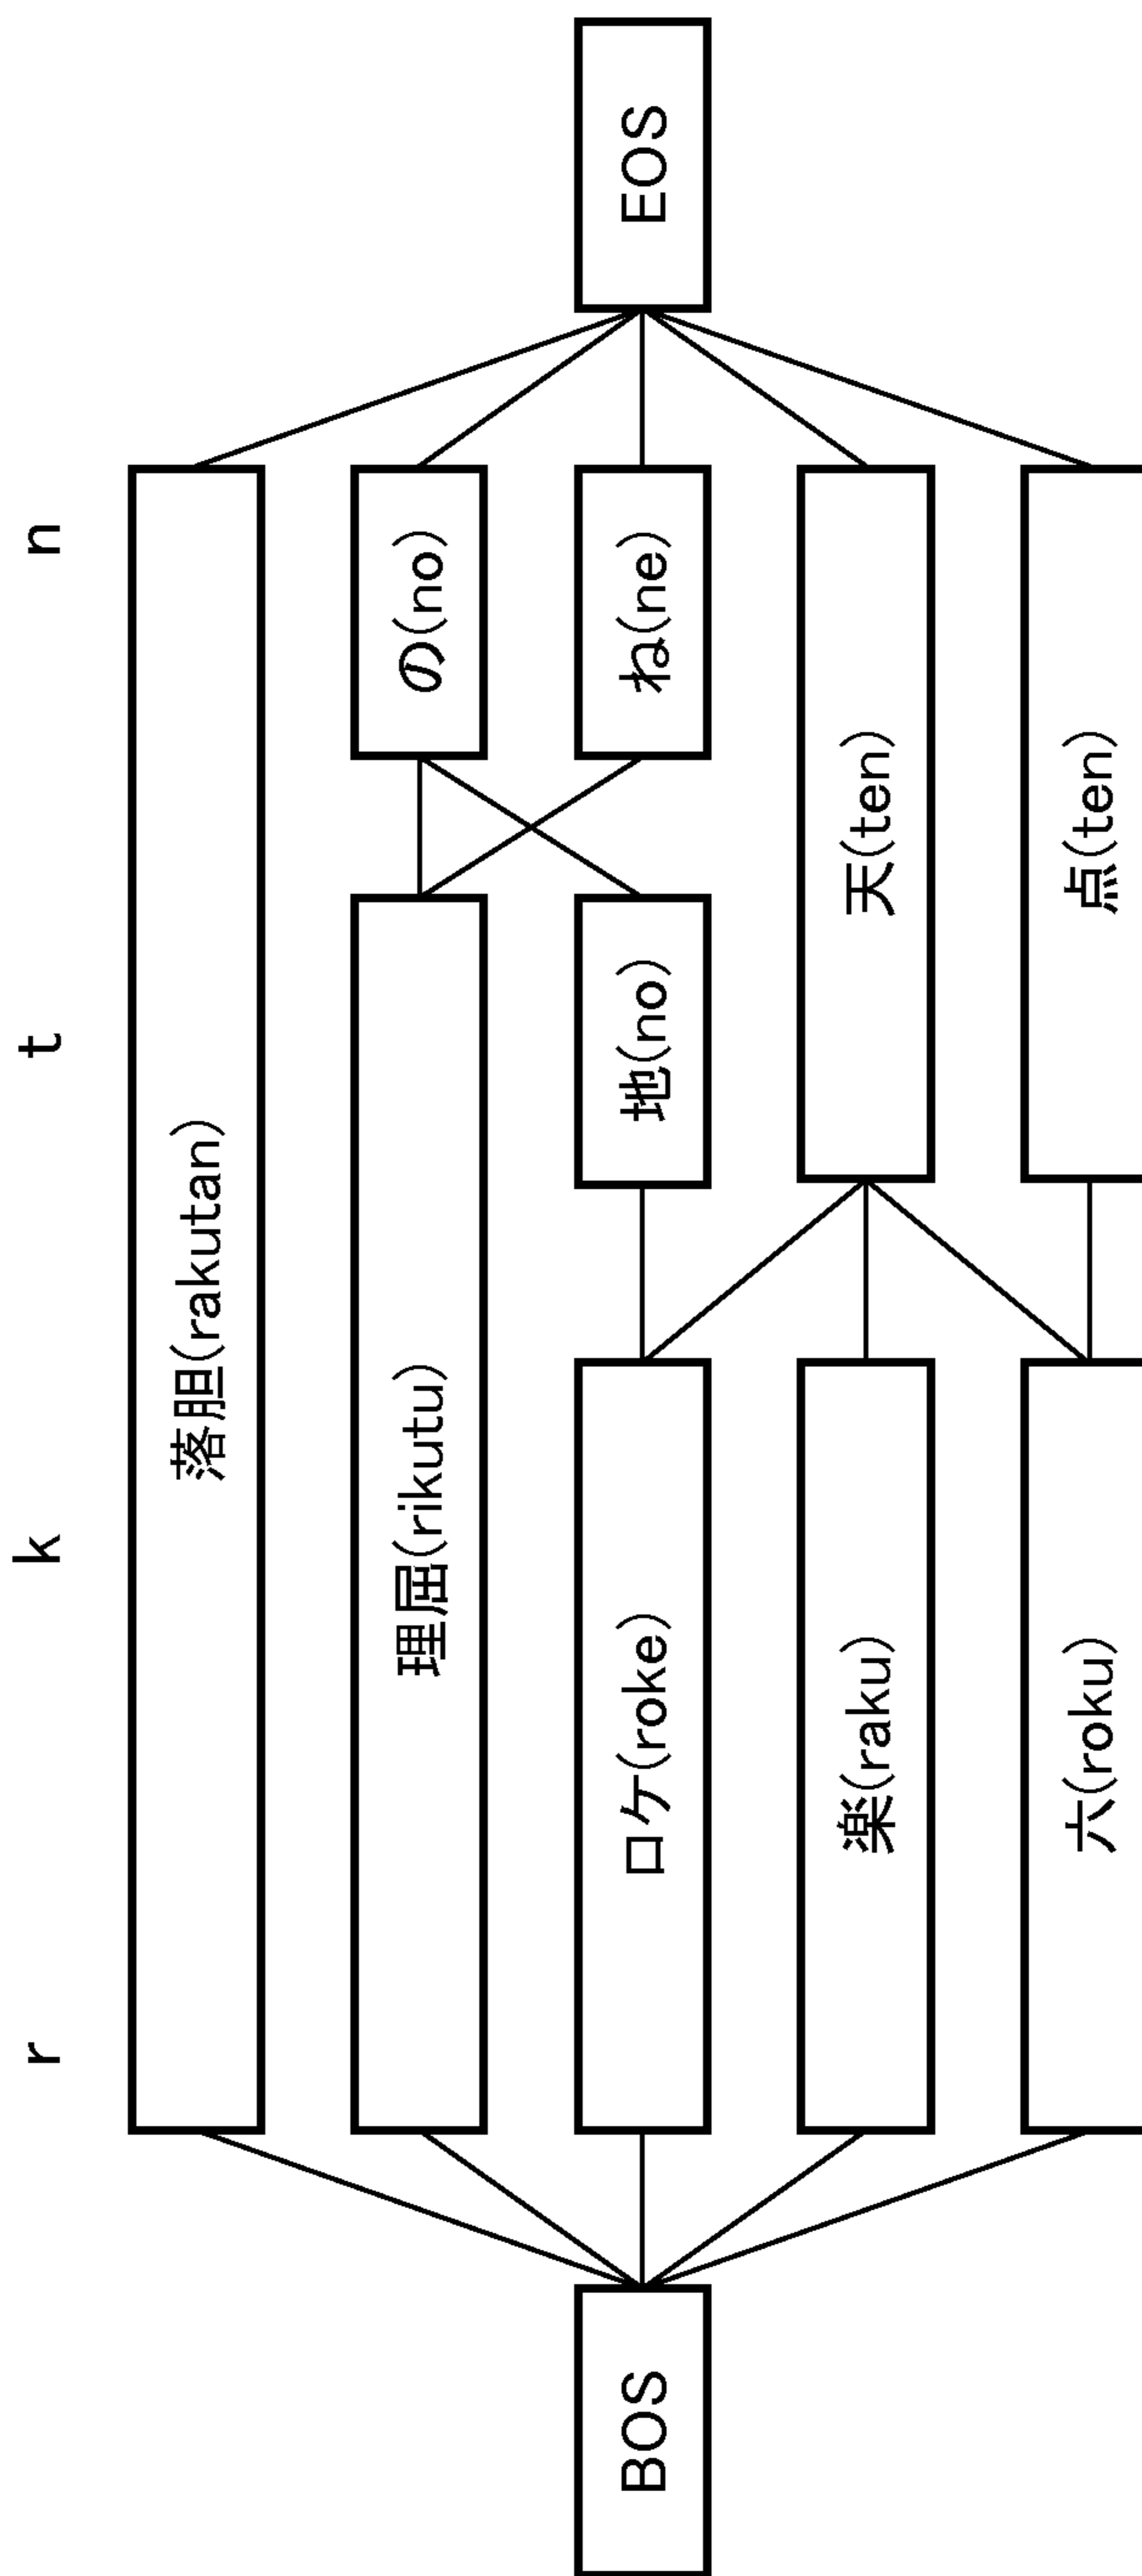 r k t n
落胆(rakutan)
理屈(rikutu) の(no)
BOS ロケ(roke) 地(no) ね(ne) EOS
楽(raku) 天(ten)
六(roku) 点(ten)